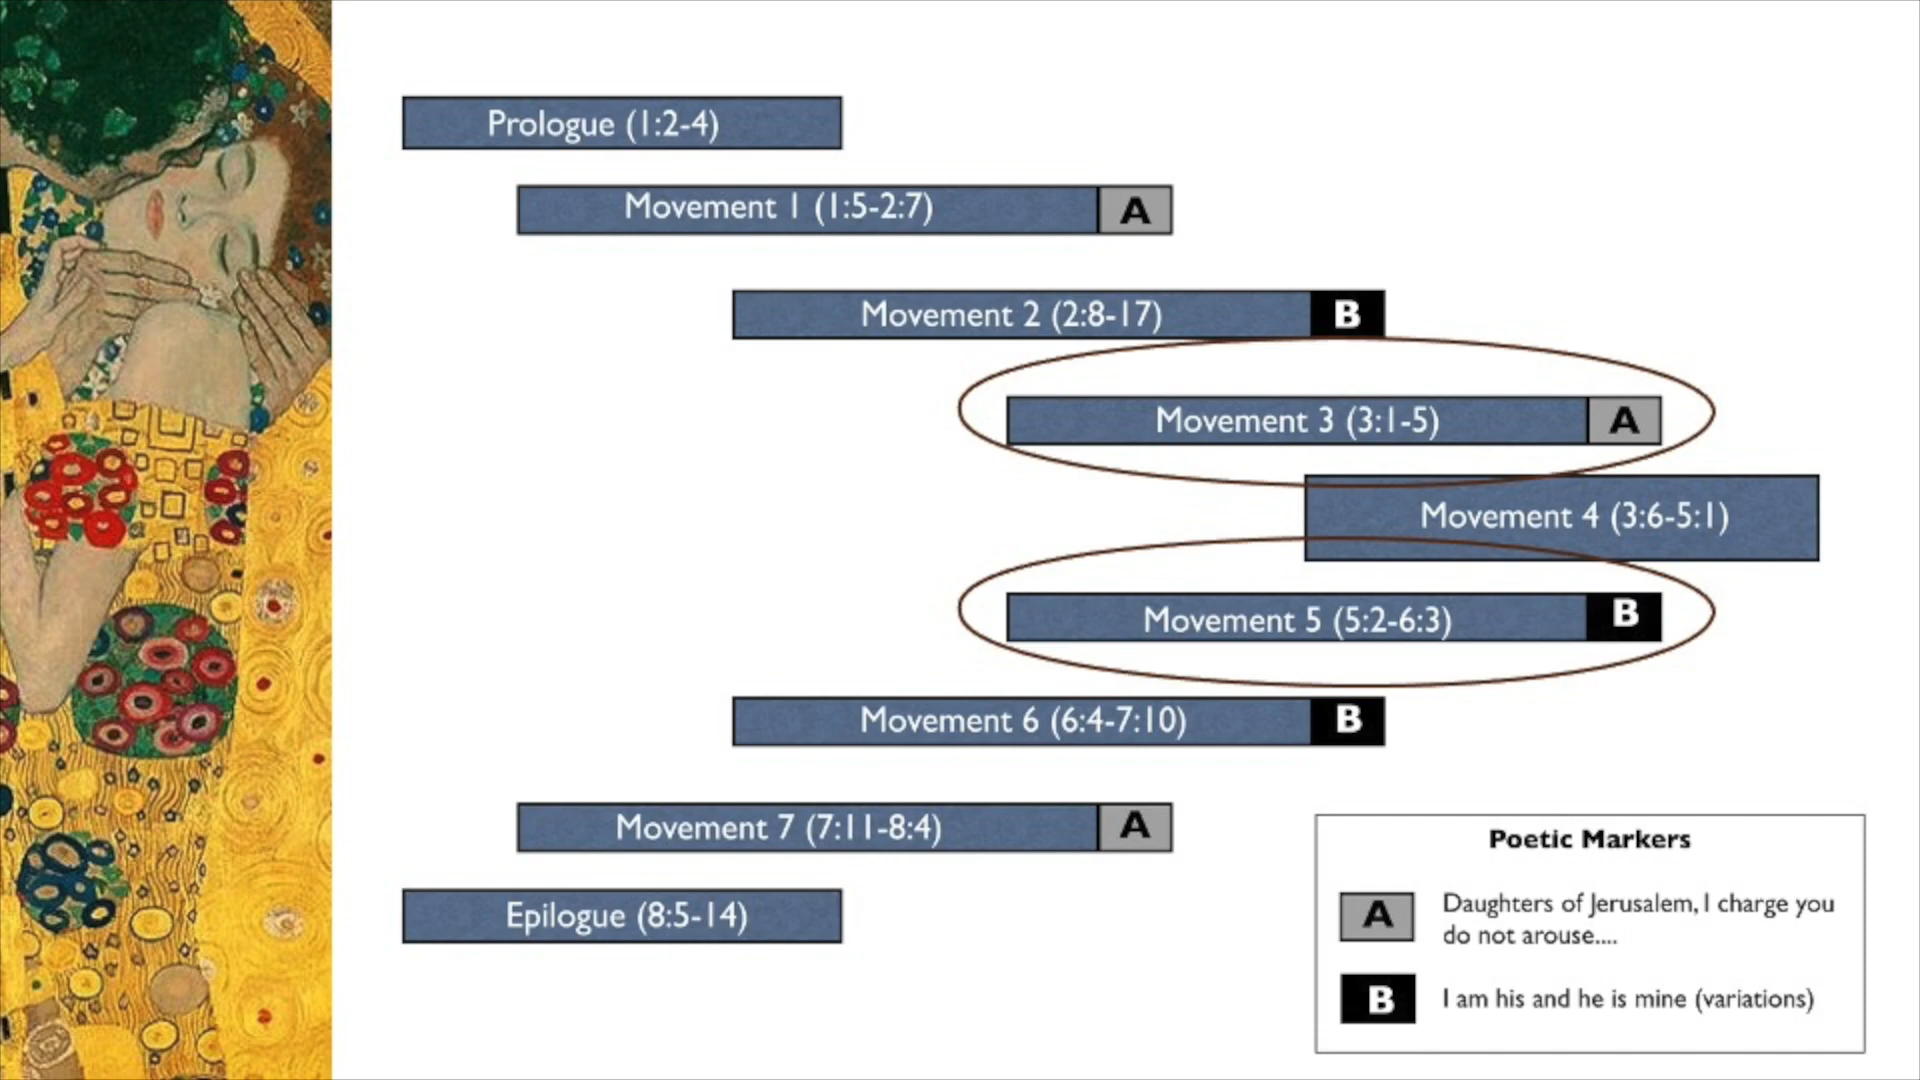 Prologue (1:2-4)
Movement 1 (1:5-2:7) A
Movement 2 (2:8-17) B
Movement 3 (3:1-5) A
Movement 4 (3:6-5:1)
Movement 5 (5:2-6:3) B
Movement 6 (6:4-7:10) B
Movement 7 (7:11-8:4) A
Epilogue (8:5-14)
Poetic Markers
A Daughters of Jerusalem, I charge you
do not arouse....
B I am his and he is mine (variations)